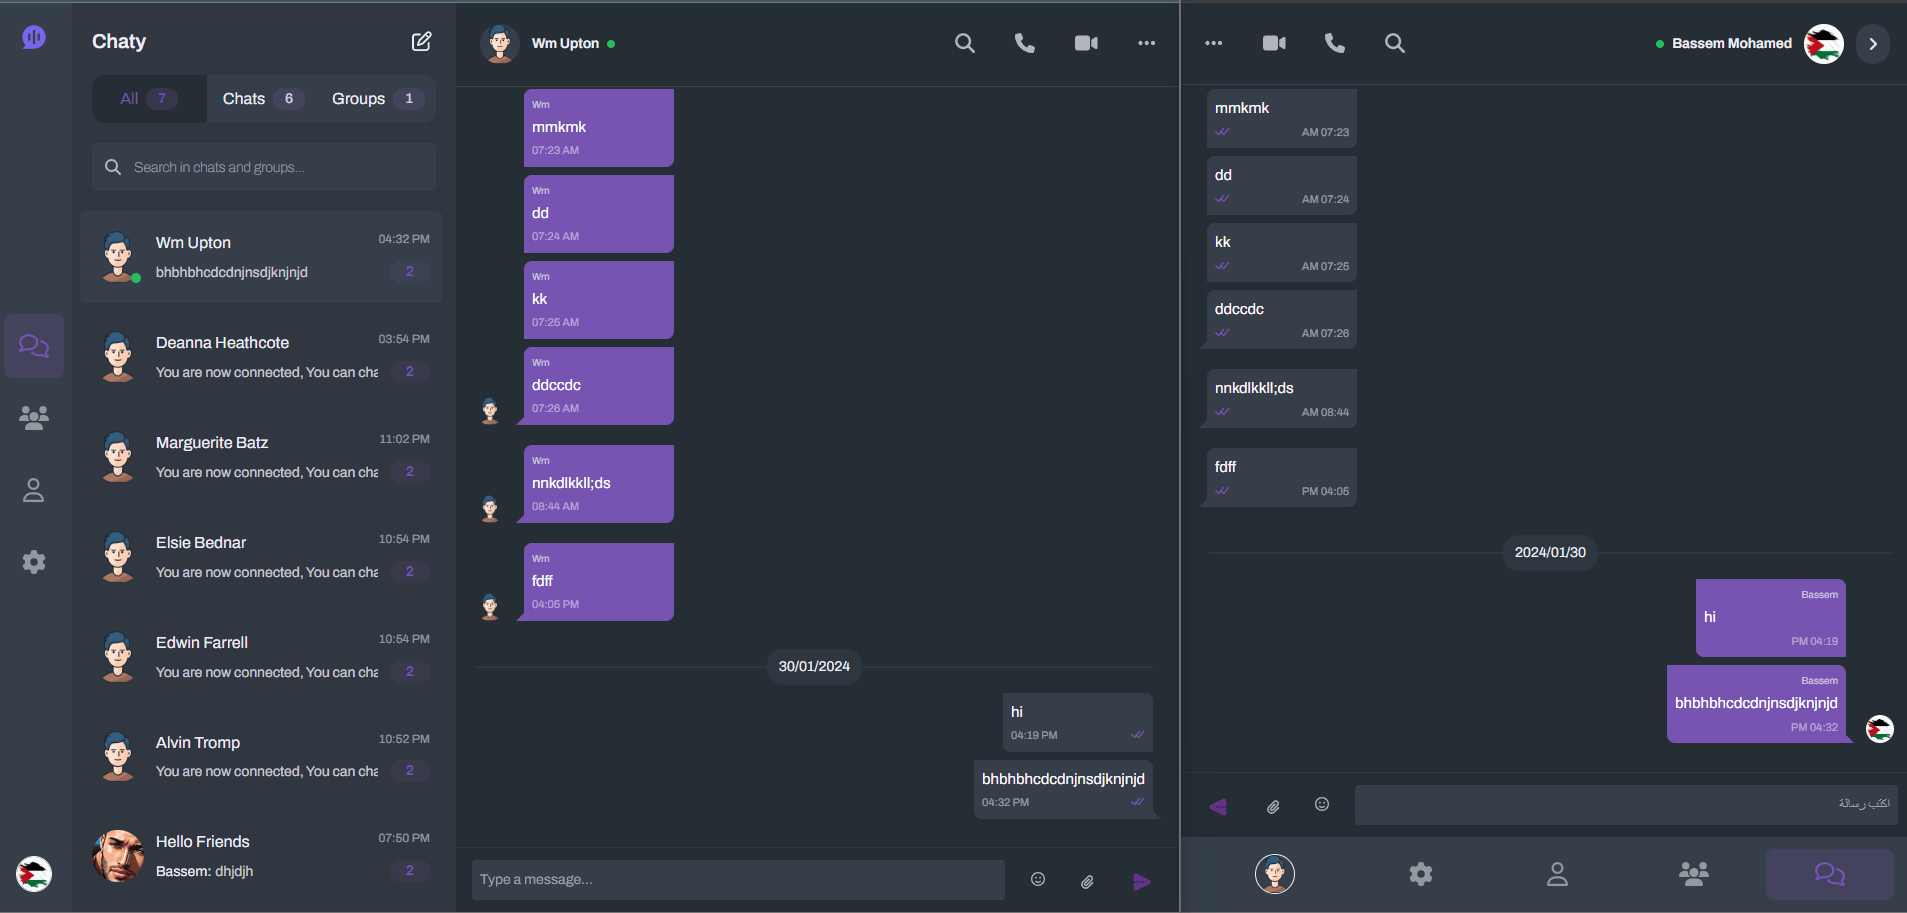 Chaty
All 7 Chats 6 Groups 1
Search in chats and groups...
Wm Upton 04:32 PM
bhbhbhcdcdnjnsdjknjnjd 2
Deanna Heathcote 03:54 PM
You are now connected, You can cha 2
Marguerite Batz 11:02 PM
You are now connected, You can cha 2
Elsie Bednar 10:54 PM
You are now connected, You can cha 2
Edwin Farrell 10:54 PM
You are now connected, You can cha 2
Alvin Tromp 10:52 PM
You are now connected, You can cha 2
Hello Friends 07:50 PM
Bassem: dhjdjh 2
Wm Upton
Wm
mmkmk
07:23 AM
Wm
dd
07:24 AM
Wm
kk
07:25 AM
Wm
ddccdc
07:26 AM
Wm
nnkdlkkll;ds
08:44 AM
Wm
fdff
04:05 PM
30/01/2024
hi
04:19 PM
bhbhbhcdcdnjnsdjknjnjd
04:32 PM
Type a message...
Bassem Mohamed
mmkmk
AM 07:23
dd
AM 07:24
kk
AM 07:25
ddccdc
AM 07:26
nnkdlkkll;ds
AM 08:44
fdff
PM 04:05
2024/01/30
Bassem
hi
PM 04:19
Bassem
bhbhbhcdcdnjnsdjknjnjd
PM 04:32
اكتب رسالة